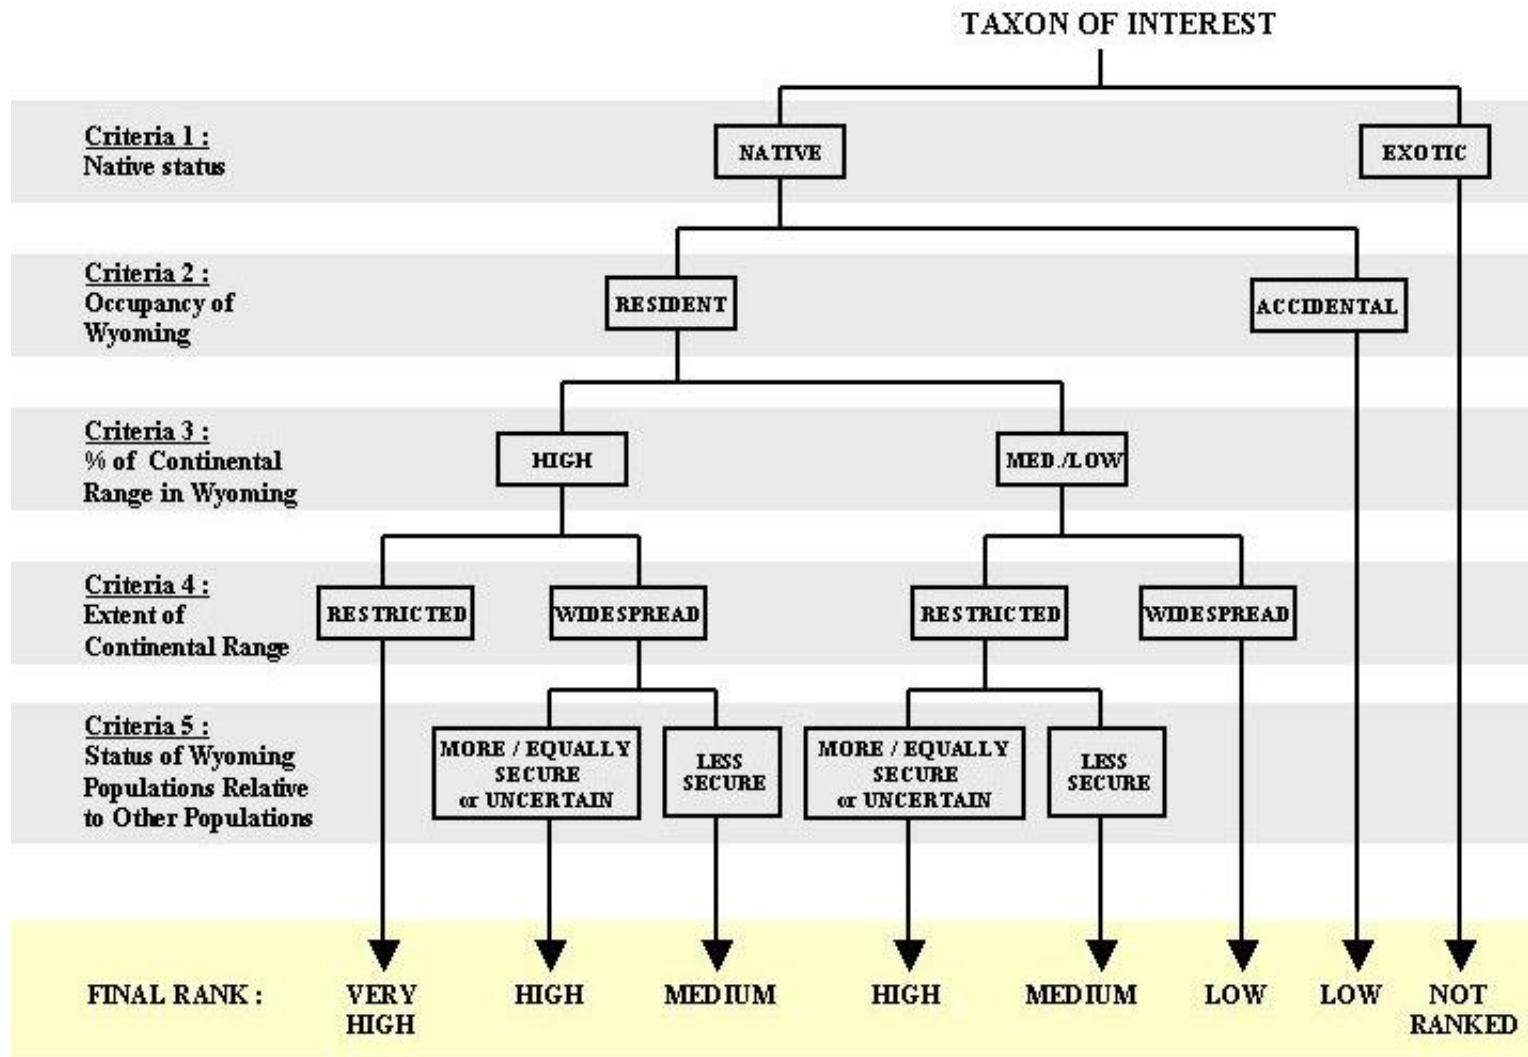 TAXON OF INTEREST
Criteria 1 :
Native status
NATIVE
EXOTIC
Criteria 2 :
Occupancy of
Wyoming
RESIDENT
ACCIDENTAL
Criteria 3 :
% of Continental
Range in Wyoming
HIGH
MED./LOW
Criteria 4 :
Extent of
Continental Range
RESTRICTED
WIDESPREAD
RESTRICTED
WIDESPREAD
Criteria 5 :
Status of Wyoming
Populations Relative
to Other Populations
MORE / EQUALLY
SECURE
or UNCERTAIN
LESS
SECURE
MORE / EQUALLY
SECURE
or UNCERTAIN
LESS
SECURE
FINAL RANK :
VERY
HIGH
HIGH
MEDIUM
HIGH
MEDIUM
LOW
LOW
NOT
RANKED